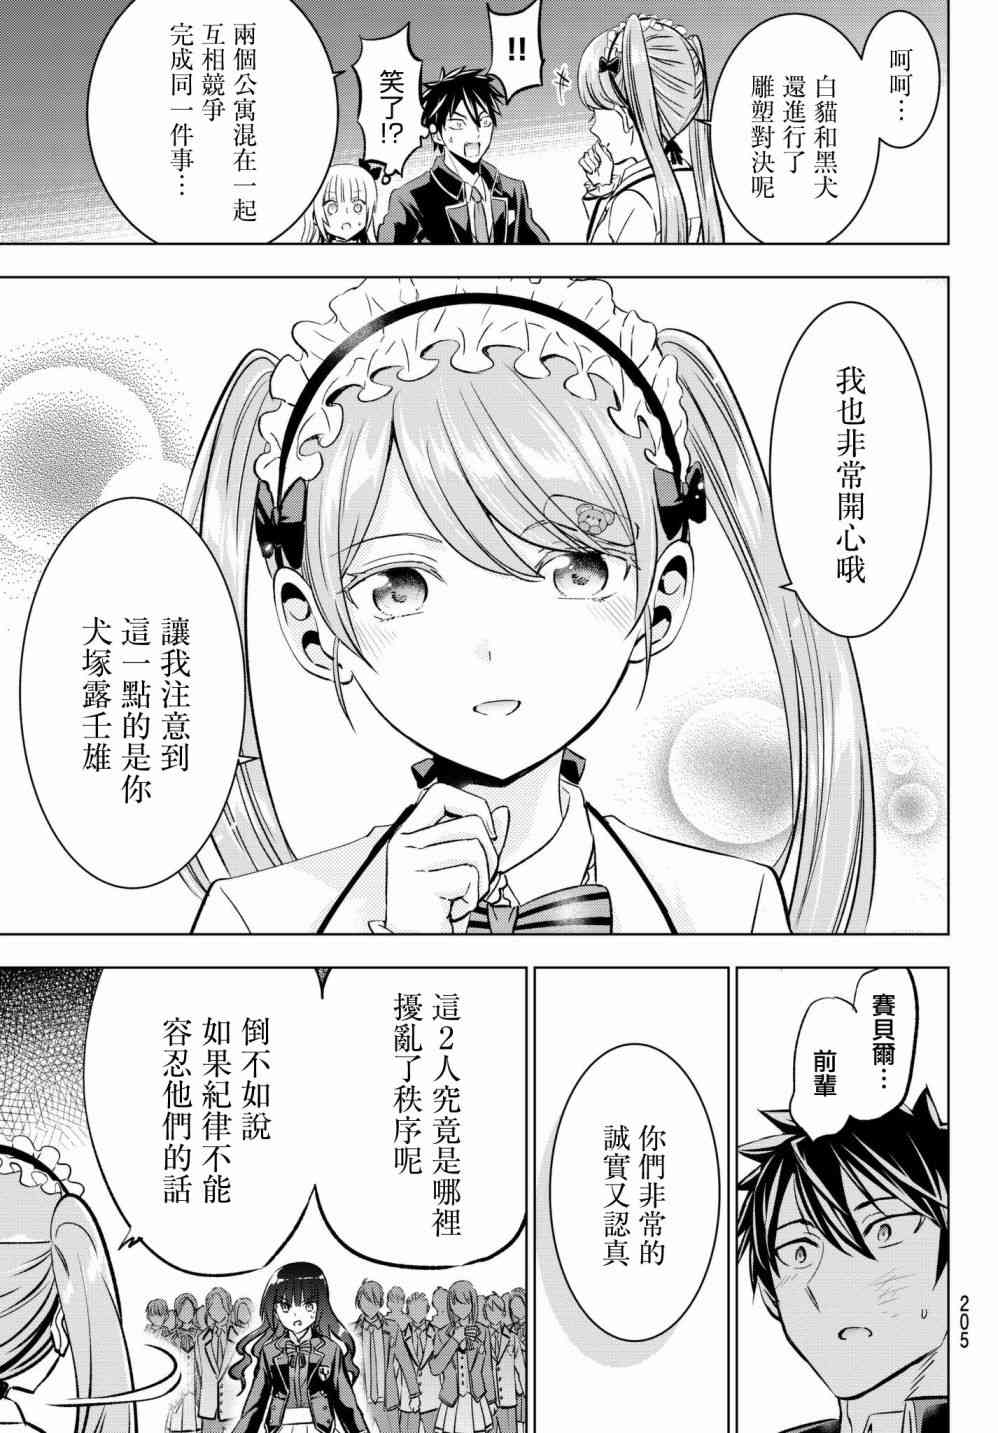 呵呵…
白貓和黑犬
還進行了
雕塑對決呢
!!
笑了!?
兩個公寓混在一起
互相競爭
完成同一件事…
我也非常開心哦
讓我注意到
這一點的是你
犬塚露壬雄
賽貝爾…
前輩
你們非常的
誠實又認真
這2人究竟是哪裡
擾亂了秩序呢
倒不如說
如果紀律不能
容忍他們的話
205